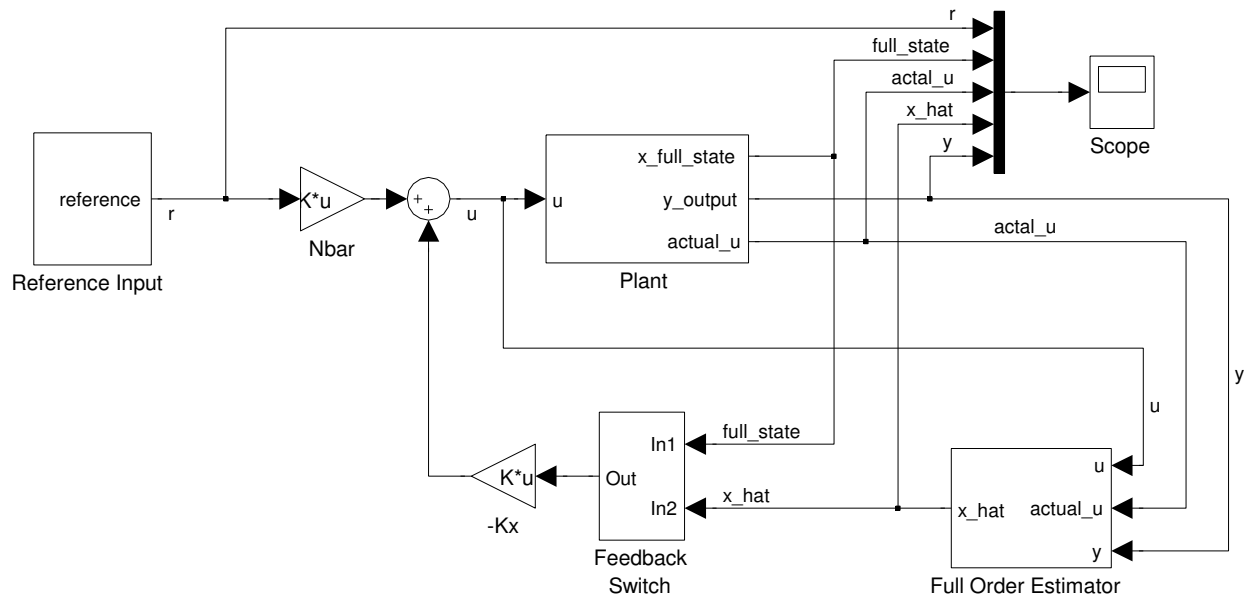 r
full_state
actal_u
x_hat
y
Scope
reference
r
Reference Input
K*u
Nbar
+
+
u
u
x_full_state
y_output
actual_u
Plant
actal_u
y
u
In1
full_state
Out
In2
x_hat
Feedback
Switch
K*u
-Kx
u
x_hat
actual_u
y
Full Order Estimator